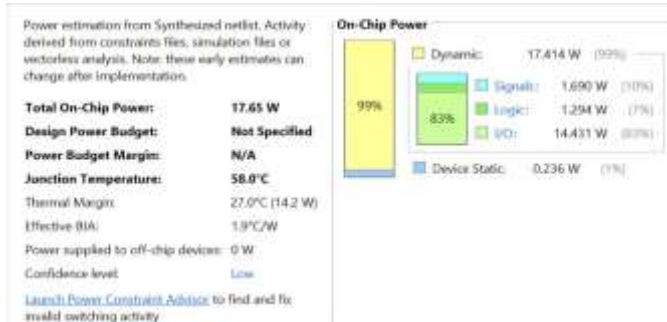 Power estimation from Synthesized netlist. Activity
derived from constraints files, simulation files or
vectorless analysis. Note: these early estimates can
change after implementation.
Total On-Chip Power: 17.65 W
Design Power Budget: Not Specified
Power Budget Margin: N/A
Junction Temperature: 58.0°C
Thermal Margin: 27.0°C (14.2 W)
Effective θJA: 1.9°C/W
Power supplied to off-chip devices: 0 W
Confidence level: Low
Launch Power Constraint Advisor to find and fix
invalid switching activity
On-Chip Power
Dynamic: 17.414 W (99%)
Signals: 1.690 W (10%)
99%
Logic: 1.294 W (7%)
83%
I/O: 14.431 W (83%)
Device Static: 0.236 W (1%)